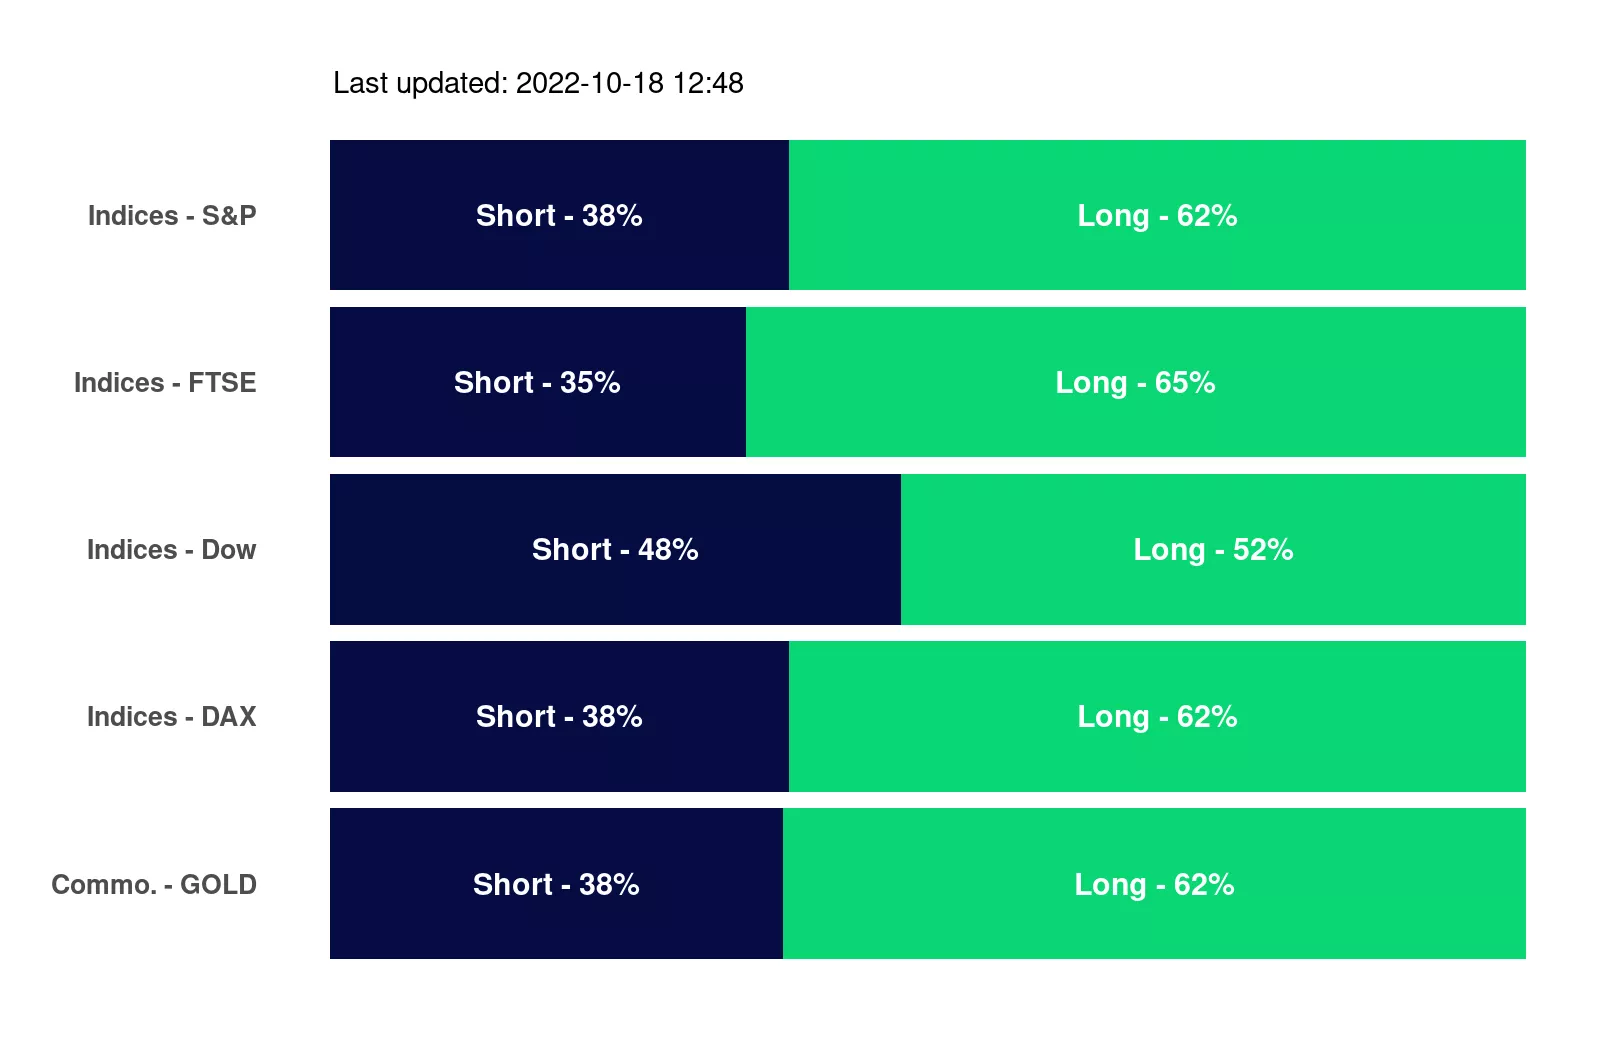 Last updated: 2022-10-18 12:48
Indices - S&P Short - 38% Long - 62%
Indices - FTSE Short - 35% Long - 65%
Indices - Dow Short - 48% Long - 52%
Indices - DAX Short - 38% Long - 62%
Commo. - GOLD Short - 38% Long - 62%